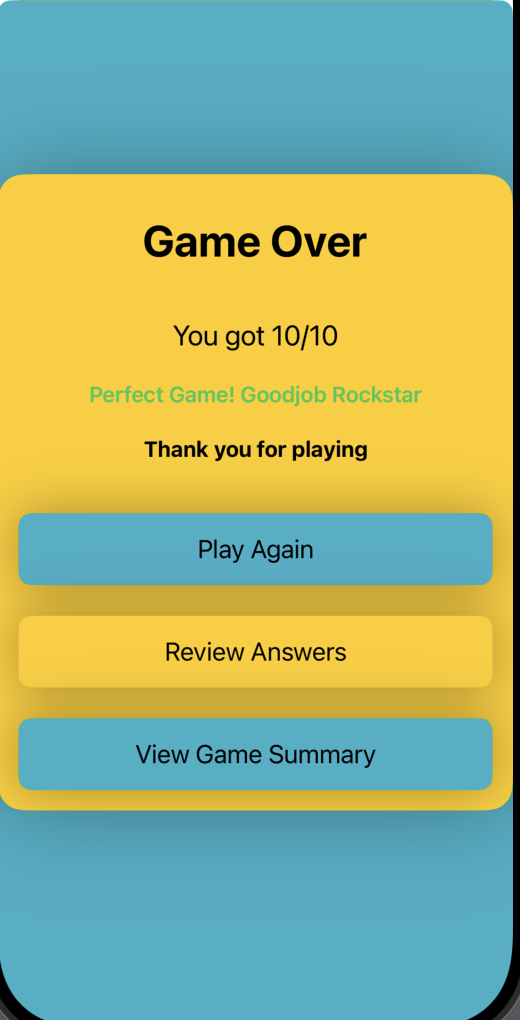 Game Over
You got 10/10
Perfect Game! Goodjob Rockstar
Thank you for playing
Play Again
Review Answers
View Game Summary